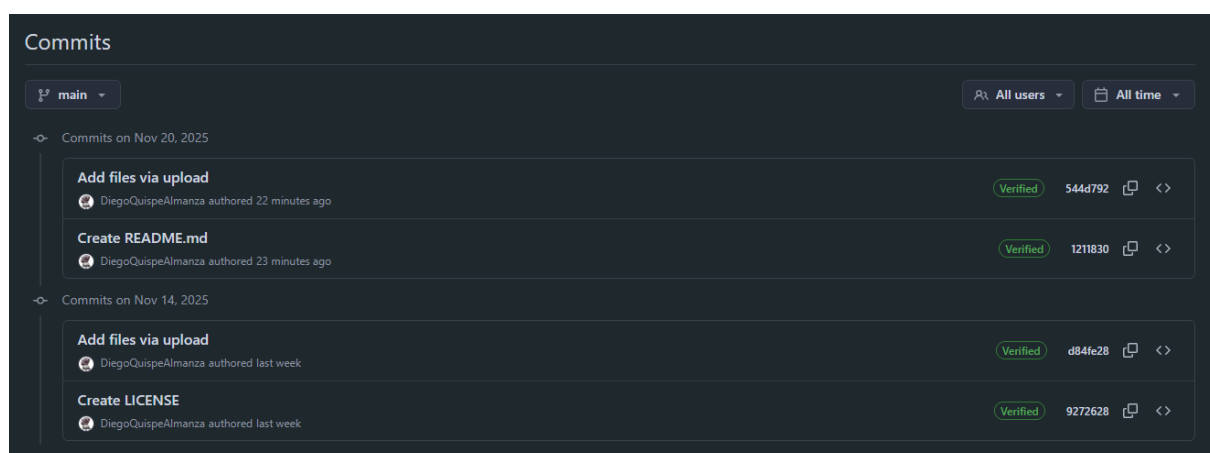 Commits
main
All users
All time
Commits on Nov 20, 2025
Add files via upload
Verified
544d792
DiegoQuispeAlmanza authored 22 minutes ago
Create README.md
Verified
1211830
DiegoQuispeAlmanza authored 23 minutes ago
Commits on Nov 14, 2025
Add files via upload
Verified
d84fe28
DiegoQuispeAlmanza authored last week
Create LICENSE
Verified
9272628
DiegoQuispeAlmanza authored last week